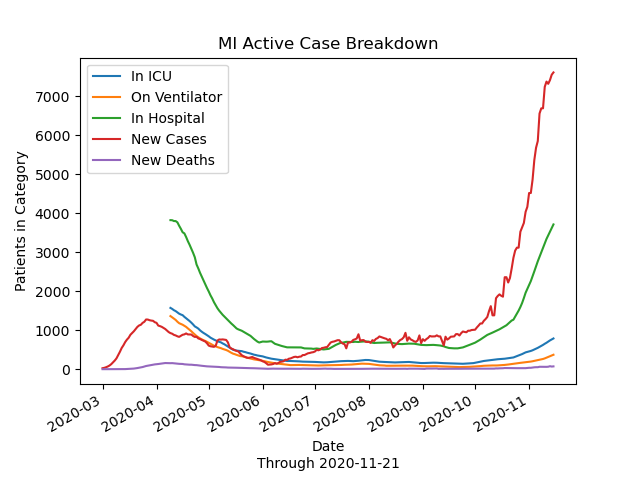 MI Active Case Breakdown
In ICU
On Ventilator
In Hospital
New Cases
New Deaths
Patients in Category
7000
6000
5000
4000
3000
2000
1000
0
2020-03 2020-04 2020-05 2020-06 2020-07 2020-08 2020-09 2020-10 2020-11
Date
Through 2020-11-21